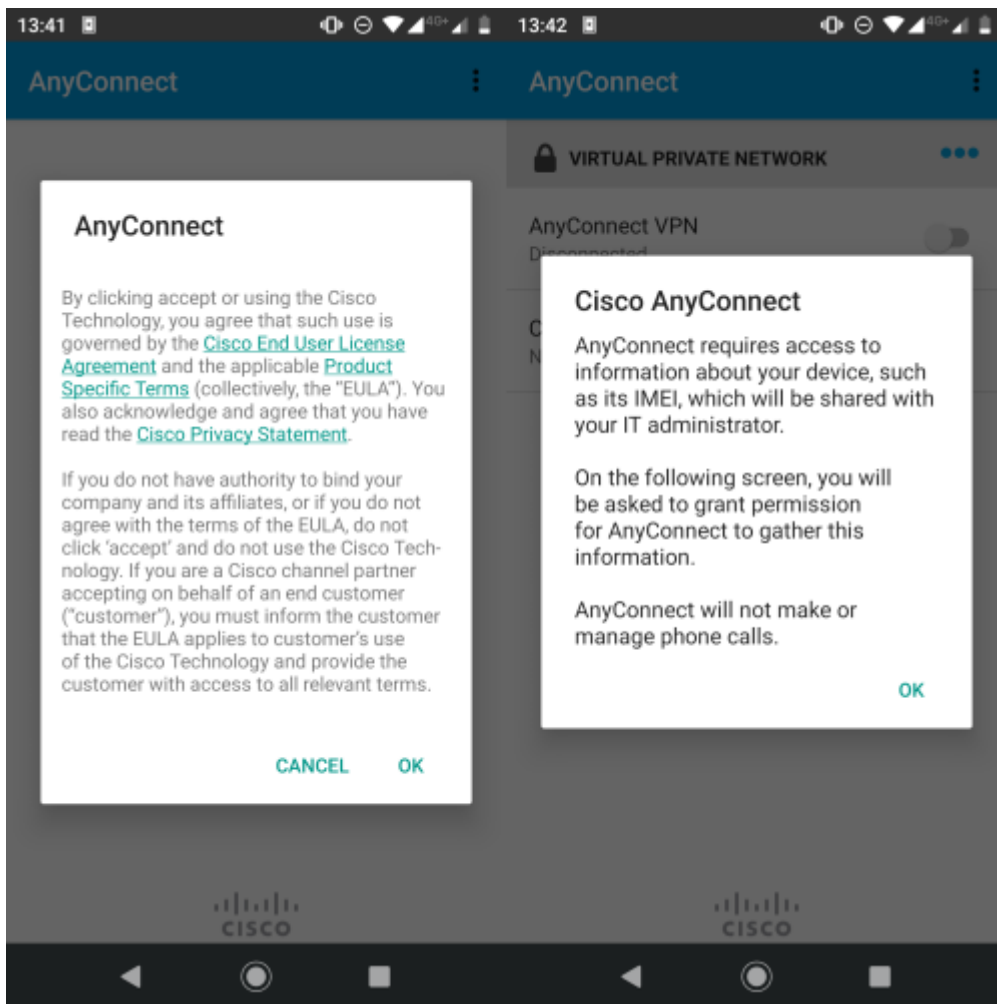 13:41
4G+
AnyConnect
AnyConnect
By clicking accept or using the Cisco
Technology, you agree that such use is
governed by the Cisco End User License
Agreement and the applicable Product
Specific Terms (collectively, the “EULA”). You
also acknowledge and agree that you have
read the Cisco Privacy Statement.
If you do not have authority to bind your
company and its affiliates, or if you do not
agree with the terms of the EULA, do not
click ‘accept’ and do not use the Cisco Tech-
nology. If you are a Cisco channel partner
accepting on behalf of an end customer
(“customer”), you must inform the customer
that the EULA applies to customer’s use
of the Cisco Technology and provide the
customer with access to all relevant terms.
CANCEL OK
CISCO
13:42
4G+
AnyConnect
VIRTUAL PRIVATE NETWORK
AnyConnect VPN
Disconnected
Cisco AnyConnect
AnyConnect requires access to
information about your device, such
as its IMEI, which will be shared with
your IT administrator.
On the following screen, you will
be asked to grant permission
for AnyConnect to gather this
information.
AnyConnect will not make or
manage phone calls.
OK
CISCO